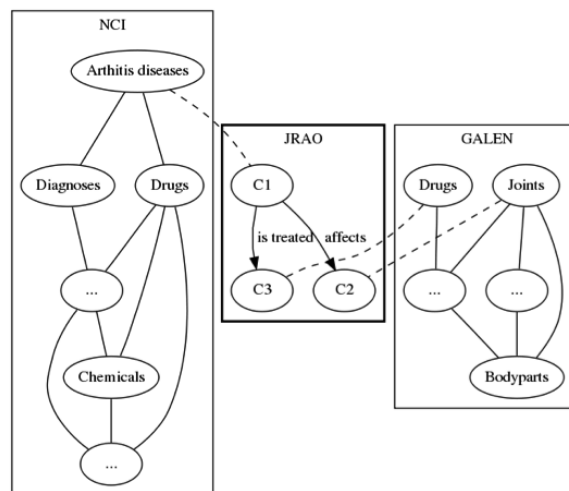 NCI
Arthitis diseases
Diagnoses
Drugs
...
Chemicals
...
JRAO
C1
is treated
affects
C3
C2
GALEN
Drugs
Joints
...
...
Bodyparts